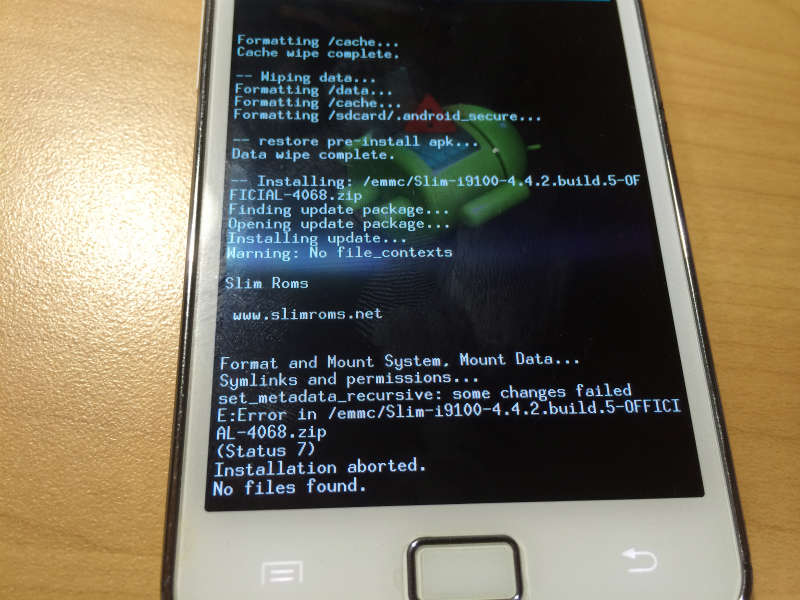 Formatting /cache...
Cache wipe complete.
-- Wiping data...
Formatting /data...
Formatting /cache...
Formatting /sdcard/.android_secure...
-- restore pre-install apk...
Data wipe complete.
-- Installing: /emmc/Slim-i9100-4.4.2.build.5-OF
FICIAL-4068.zip
Finding update package...
Opening update package...
Installing update...
Warning: No file_contexts
Slim Roms
www.slimroms.net
Format and Mount System, Mount Data...
Symlinks and permissions...
set_metadata_recursive: some changes failed
E:Error in /emmc/Slim-i9100-4.4.2.build.5-OFFICI
AL-4068.zip
(Status 7)
Installation aborted.
No files found.